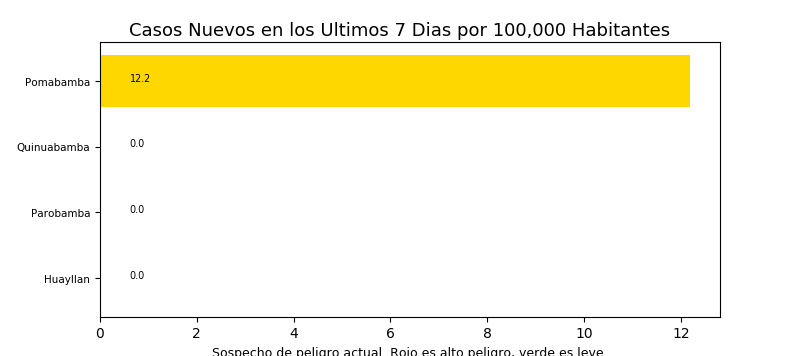 Casos Nuevos en los Ultimos 7 Dias por 100,000 Habitantes
Pomabamba 12.2
Quinuabamba 0.0
Parobamba 0.0
Huayllan 0.0
0 2 4 6 8 10 12
Sospecho de peligro actual. Rojo es alto peligro, verde es leve